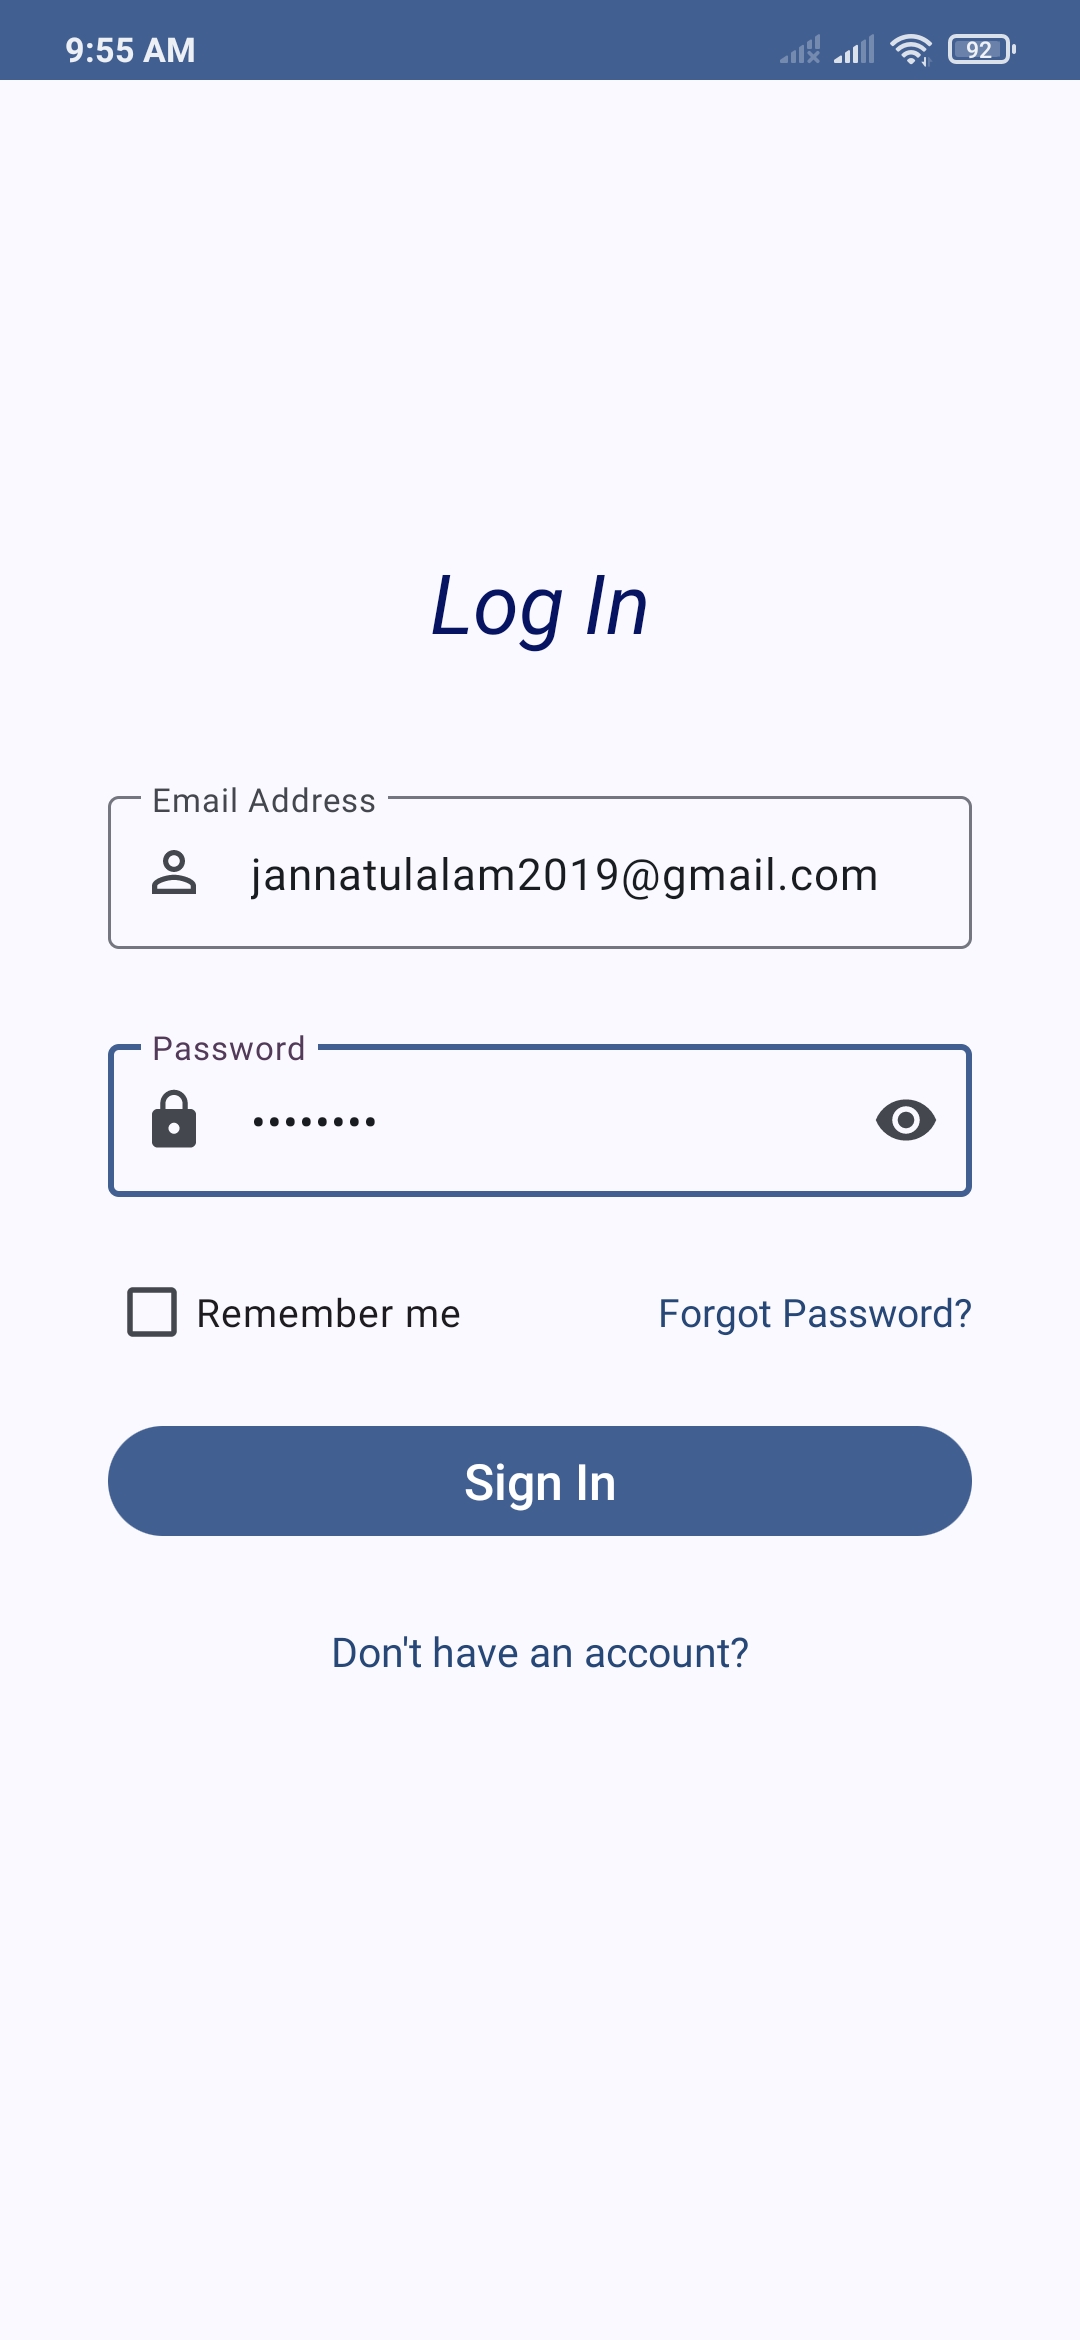 9:55 AM
92
Log In
Email Address
jannatulalam2019@gmail.com
Password
••••••••
Remember me
Forgot Password?
Sign In
Don't have an account?